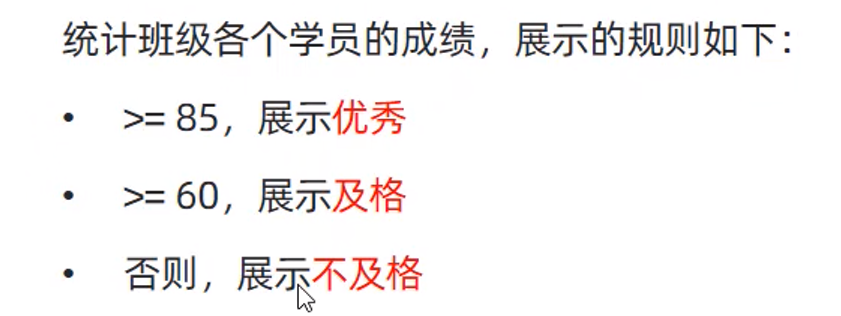 统计班级各个学员的成绩，展示的规则如下：
• >= 85，展示优秀
• >= 60，展示及格
• 否则，展示不及格